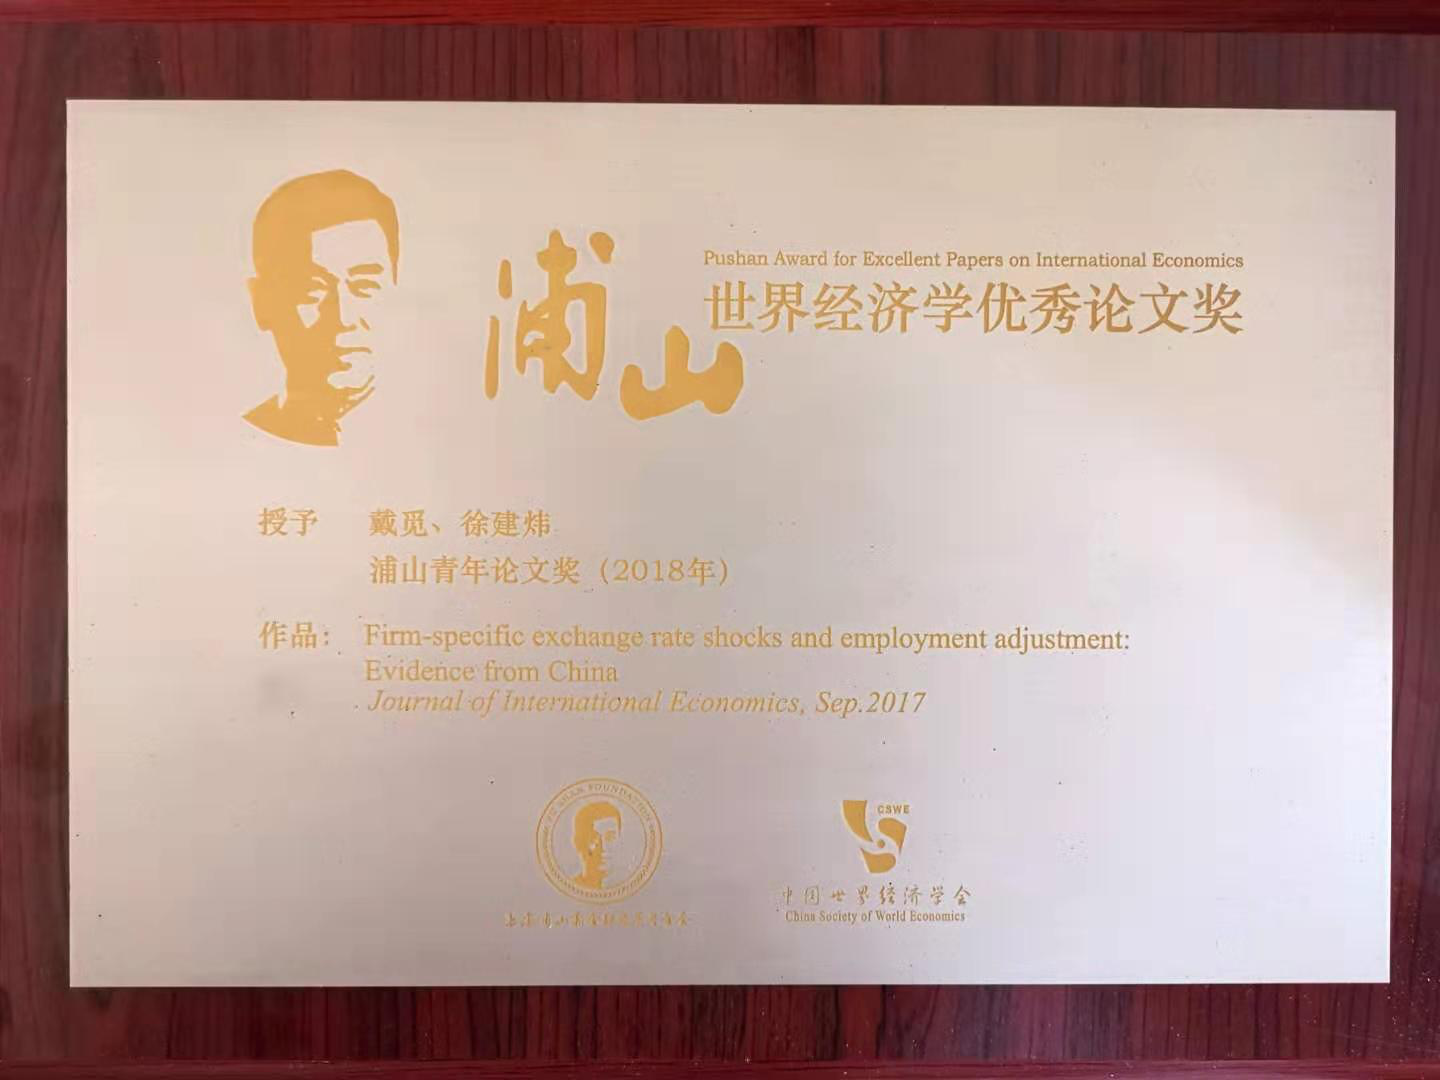 Pushan Award for Excellent Papers on International Economics
浦山 世界经济学优秀论文奖
授予 戴觅、徐建炜
浦山青年论文奖（2018年）
作品： Firm-specific exchange rate shocks and employment adjustment:
Evidence from China
Journal of International Economics, Sep.2017
PU SHAN FOUNDATION
CSWE
中国世界经济学会
China Society of World Economics